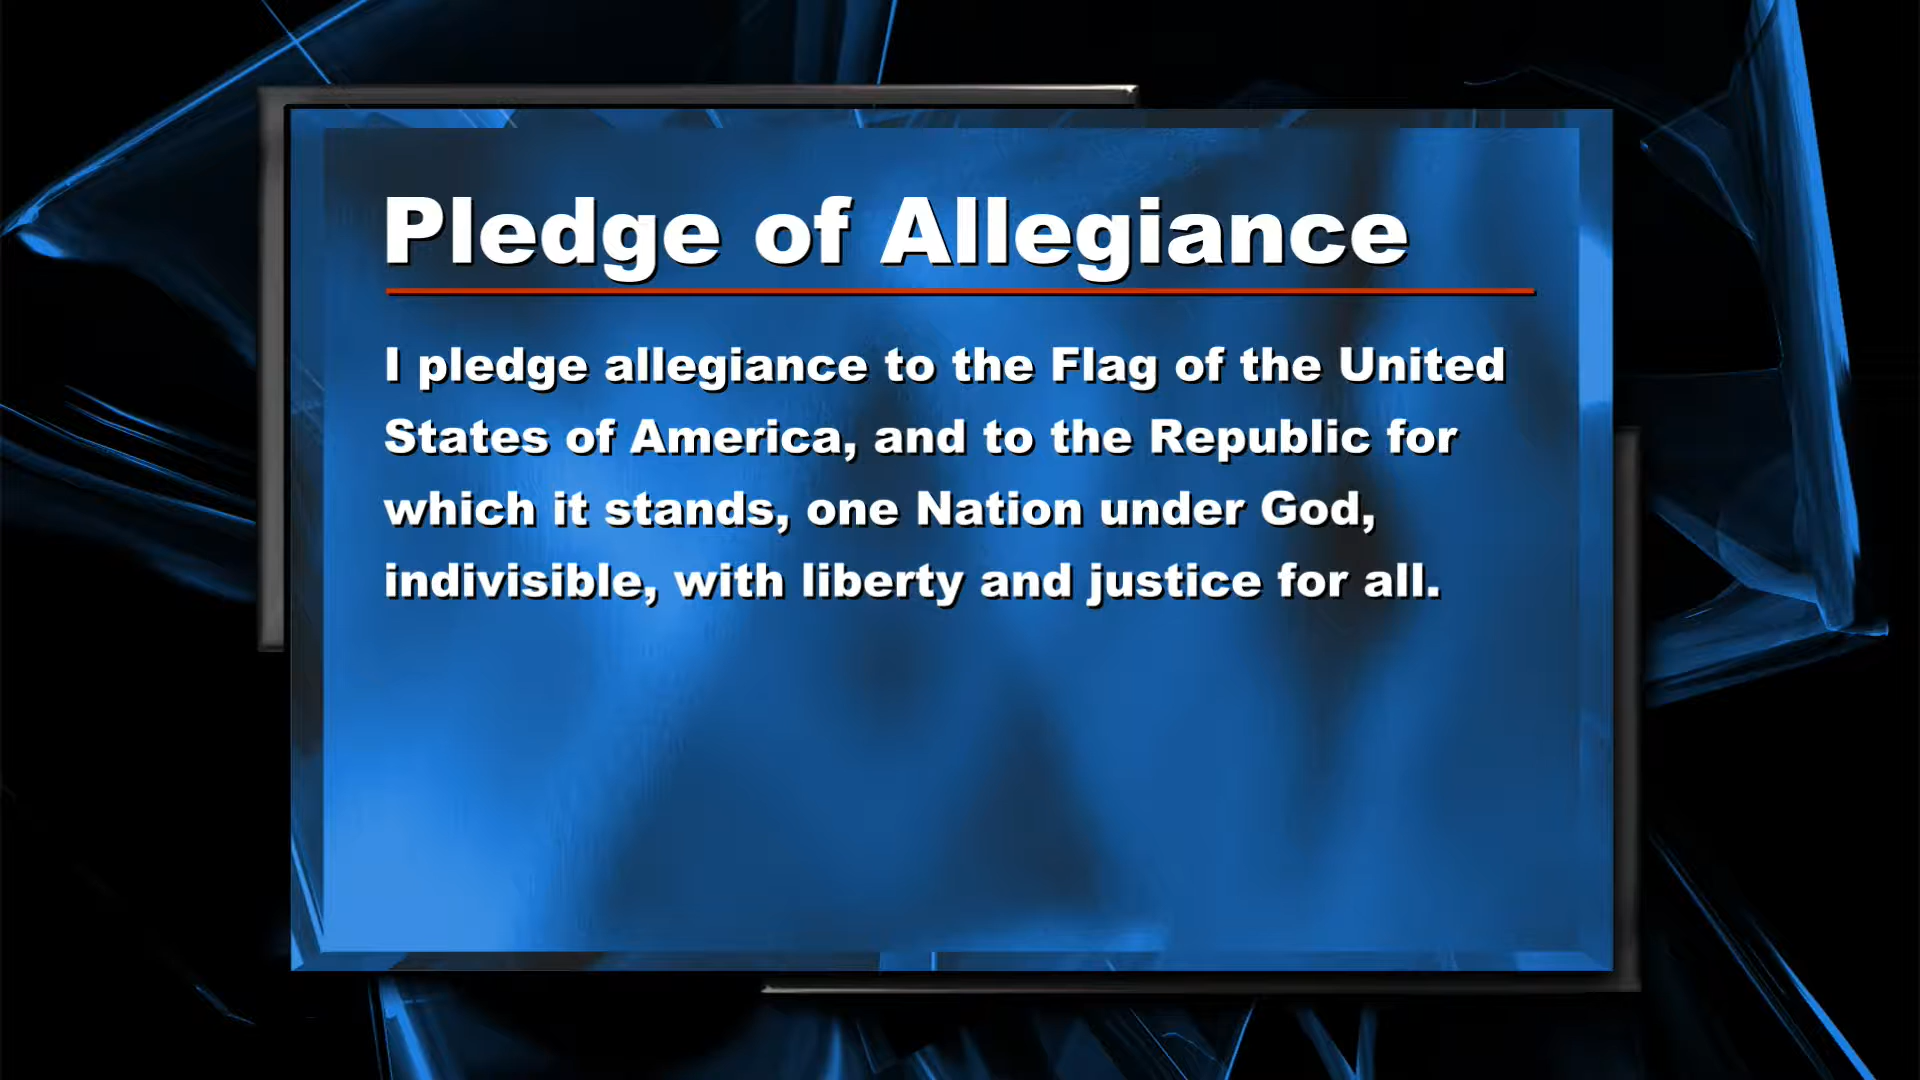 Pledge of Allegiance
I pledge allegiance to the Flag of the United
States of America, and to the Republic for
which it stands, one Nation under God,
indivisible, with liberty and justice for all.